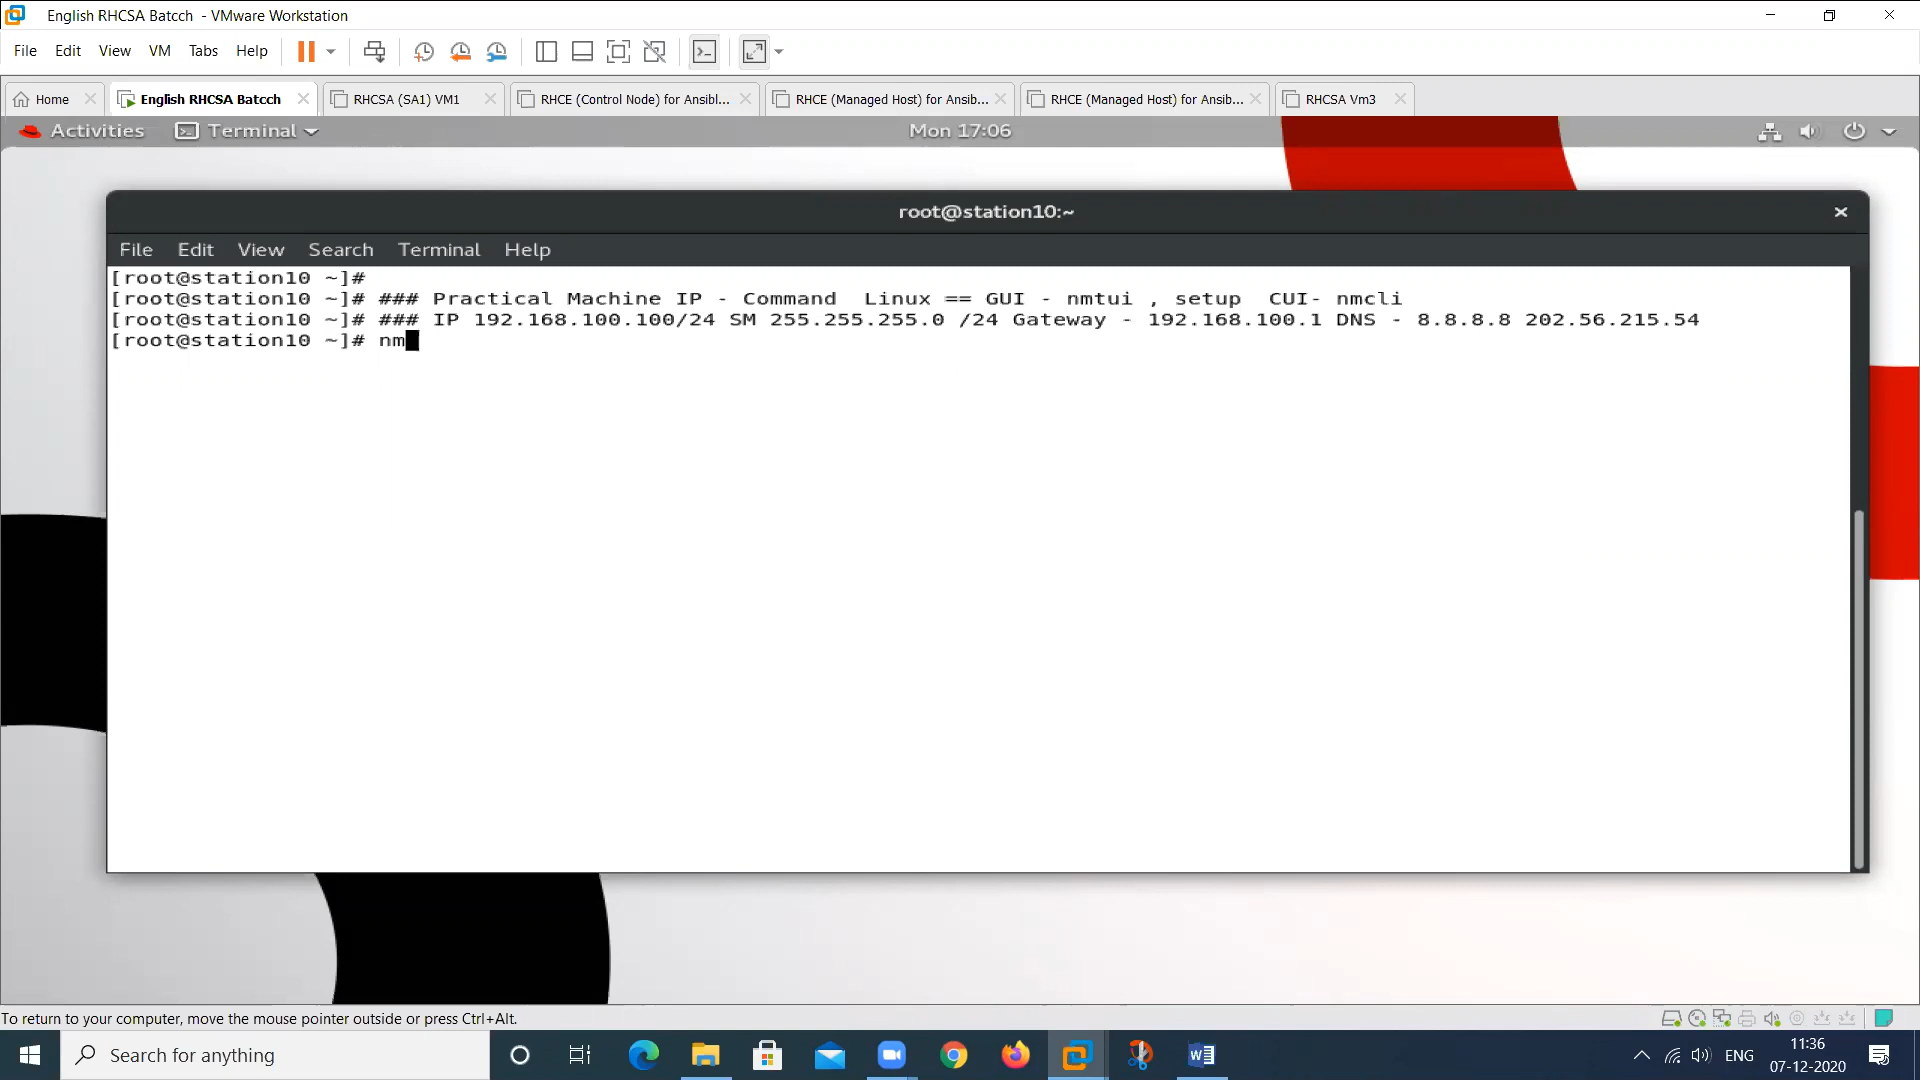 English RHCSA Batcch - VMware Workstation
File Edit View VM Tabs Help
Home English RHCSA Batcch RHCSA (SA1) VM1 RHCE (Control Node) for Ansibl... RHCE (Managed Host) for Ansib... RHCE (Managed Host) for Ansib... RHCSA Vm3
Activities Terminal Mon 17:06
root@station10:~
File Edit View Search Terminal Help
[root@station10 ~]#
[root@station10 ~]# ### Practical Machine IP - Command Linux == GUI - nmtui , setup CUI- nmcli
[root@station10 ~]# ### IP 192.168.100.100/24 SM 255.255.255.0 /24 Gateway - 192.168.100.1 DNS - 8.8.8.8 202.56.215.54
[root@station10 ~]# nm
To return to your computer, move the mouse pointer outside or press Ctrl+Alt.
Search for anything
ENG
11:36
07-12-2020